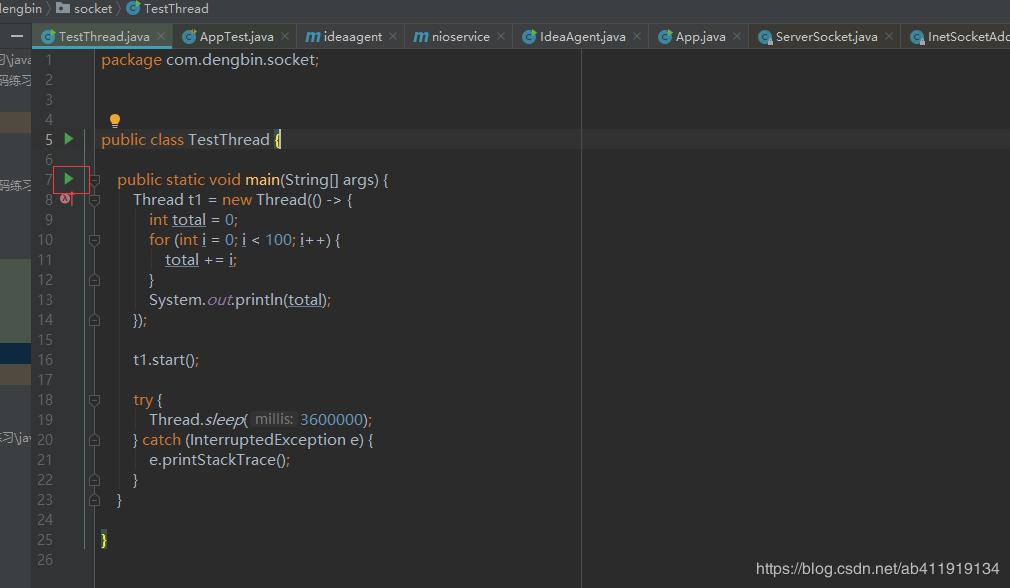 dengbin socket TestThread
TestThread.java AppTest.java ideaagent nioservice IdeaAgent.java App.java ServerSocket.java InetSocketAdd
习\java
码练习
码练习
练习\jav
1 package com.dengbin.socket;
2
3
4
5 public class TestThread {
6
7 public static void main(String[] args) {
8 Thread t1 = new Thread(() -> {
9 int total = 0;
10 for (int i = 0; i < 100; i++) {
11 total += i;
12 }
13 System.out.println(total);
14 });
15
16 t1.start();
17
18 try {
19 Thread.sleep( millis: 3600000);
20 } catch (InterruptedException e) {
21 e.printStackTrace();
22 }
23 }
24
25 }
26
https://blog.csdn.net/ab411919134